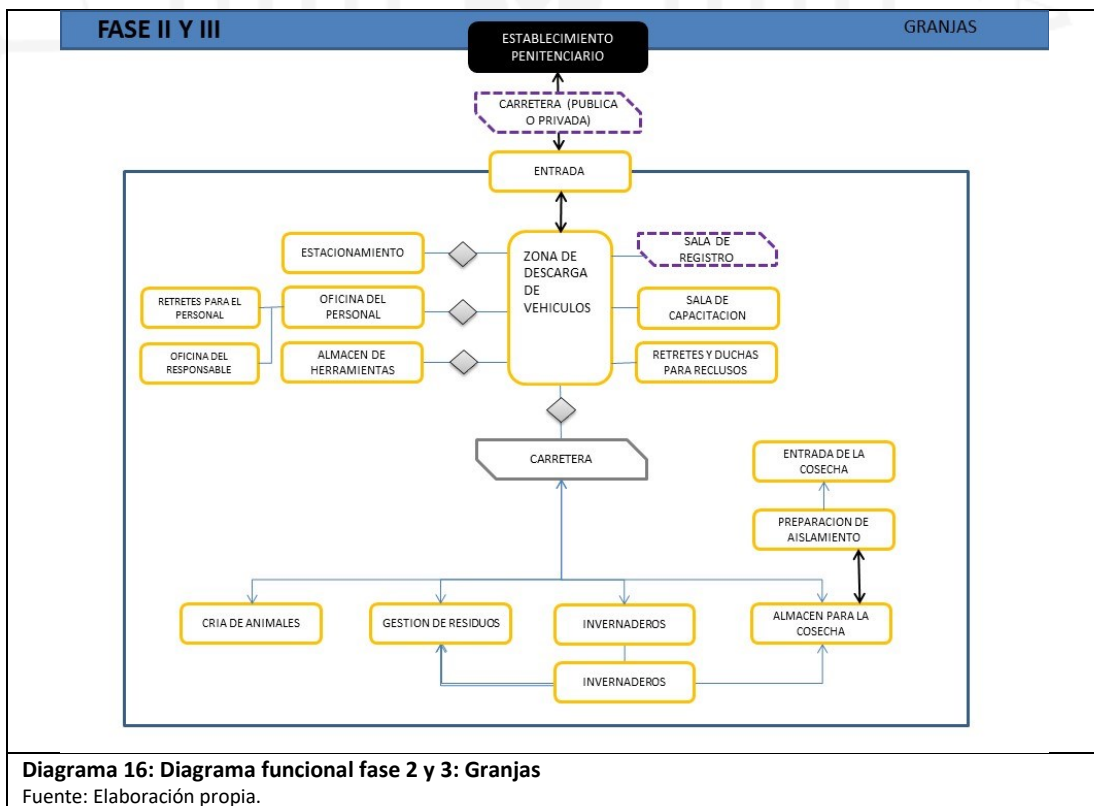 FASE II Y III
GRANJAS
ESTABLECIMIENTO
PENITENCIARIO
CARRETERA (PUBLICA
O PRIVADA)
ENTRADA
ESTACIONAMIENTO
ZONA DE
DESCARGA
DE
VEHICULOS
SALA DE
REGISTRO
RETRETES PARA EL
PERSONAL
OFICINA DEL
PERSONAL
SALA DE
CAPACITACION
OFICINA DEL
RESPONSABLE
ALMACEN DE
HERRAMIENTAS
RETRETES Y DUCHAS
PARA RECLUSOS
CARRETERA
ENTRADA DE LA
COSECHA
PREPARACION DE
AISLAMIENTO
CRIA DE ANIMALES
GESTION DE RESIDUOS
INVERNADEROS
ALMACEN PARA LA
COSECHA
INVERNADEROS
Diagrama 16: Diagrama funcional fase 2 y 3: Granjas
Fuente: Elaboración propia.